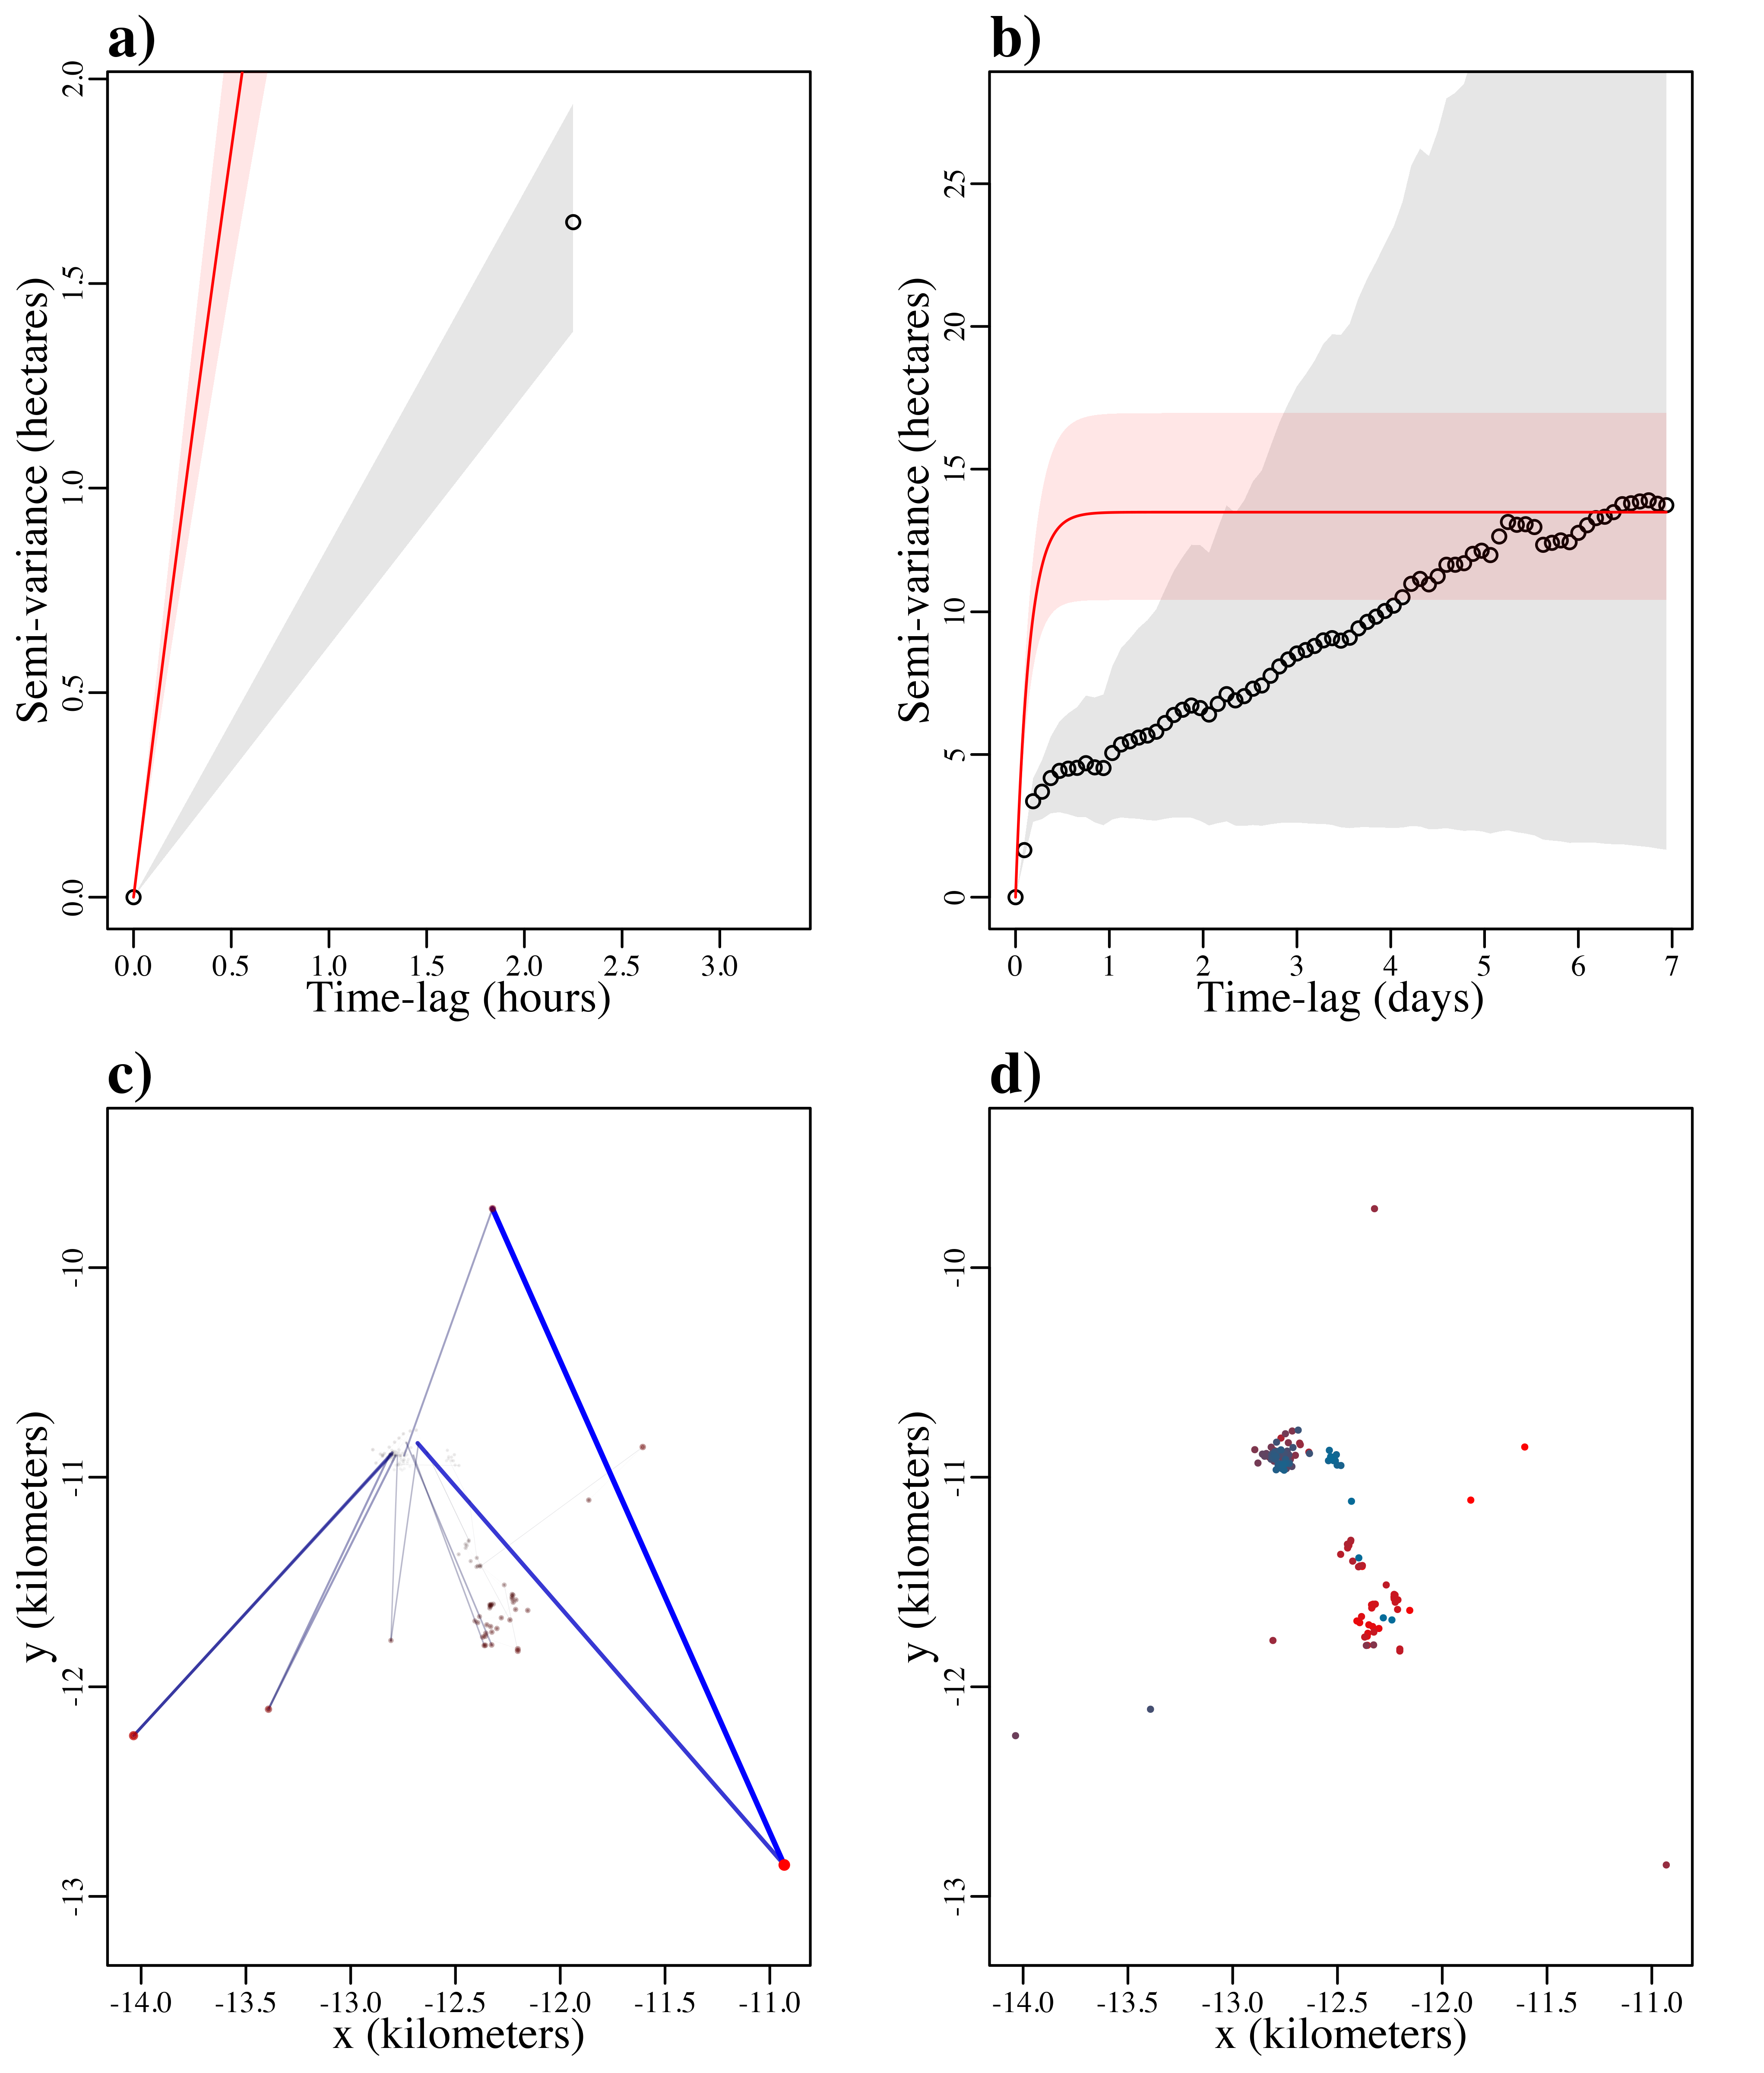 a)
Semi-variance (hectares)
2.0
1.5
1.0
0.5
0.0
0.0 0.5 1.0 1.5 2.0 2.5 3.0
Time-lag (hours)
b)
Semi-variance (hectares)
25
20
15
10
5
0
0 1 2 3 4 5 6 7
Time-lag (days)
c)
y (kilometers)
-10
-11
-12
-13
-14.0 -13.5 -13.0 -12.5 -12.0 -11.5 -11.0
x (kilometers)
d)
y (kilometers)
-10
-11
-12
-13
-14.0 -13.5 -13.0 -12.5 -12.0 -11.5 -11.0
x (kilometers)